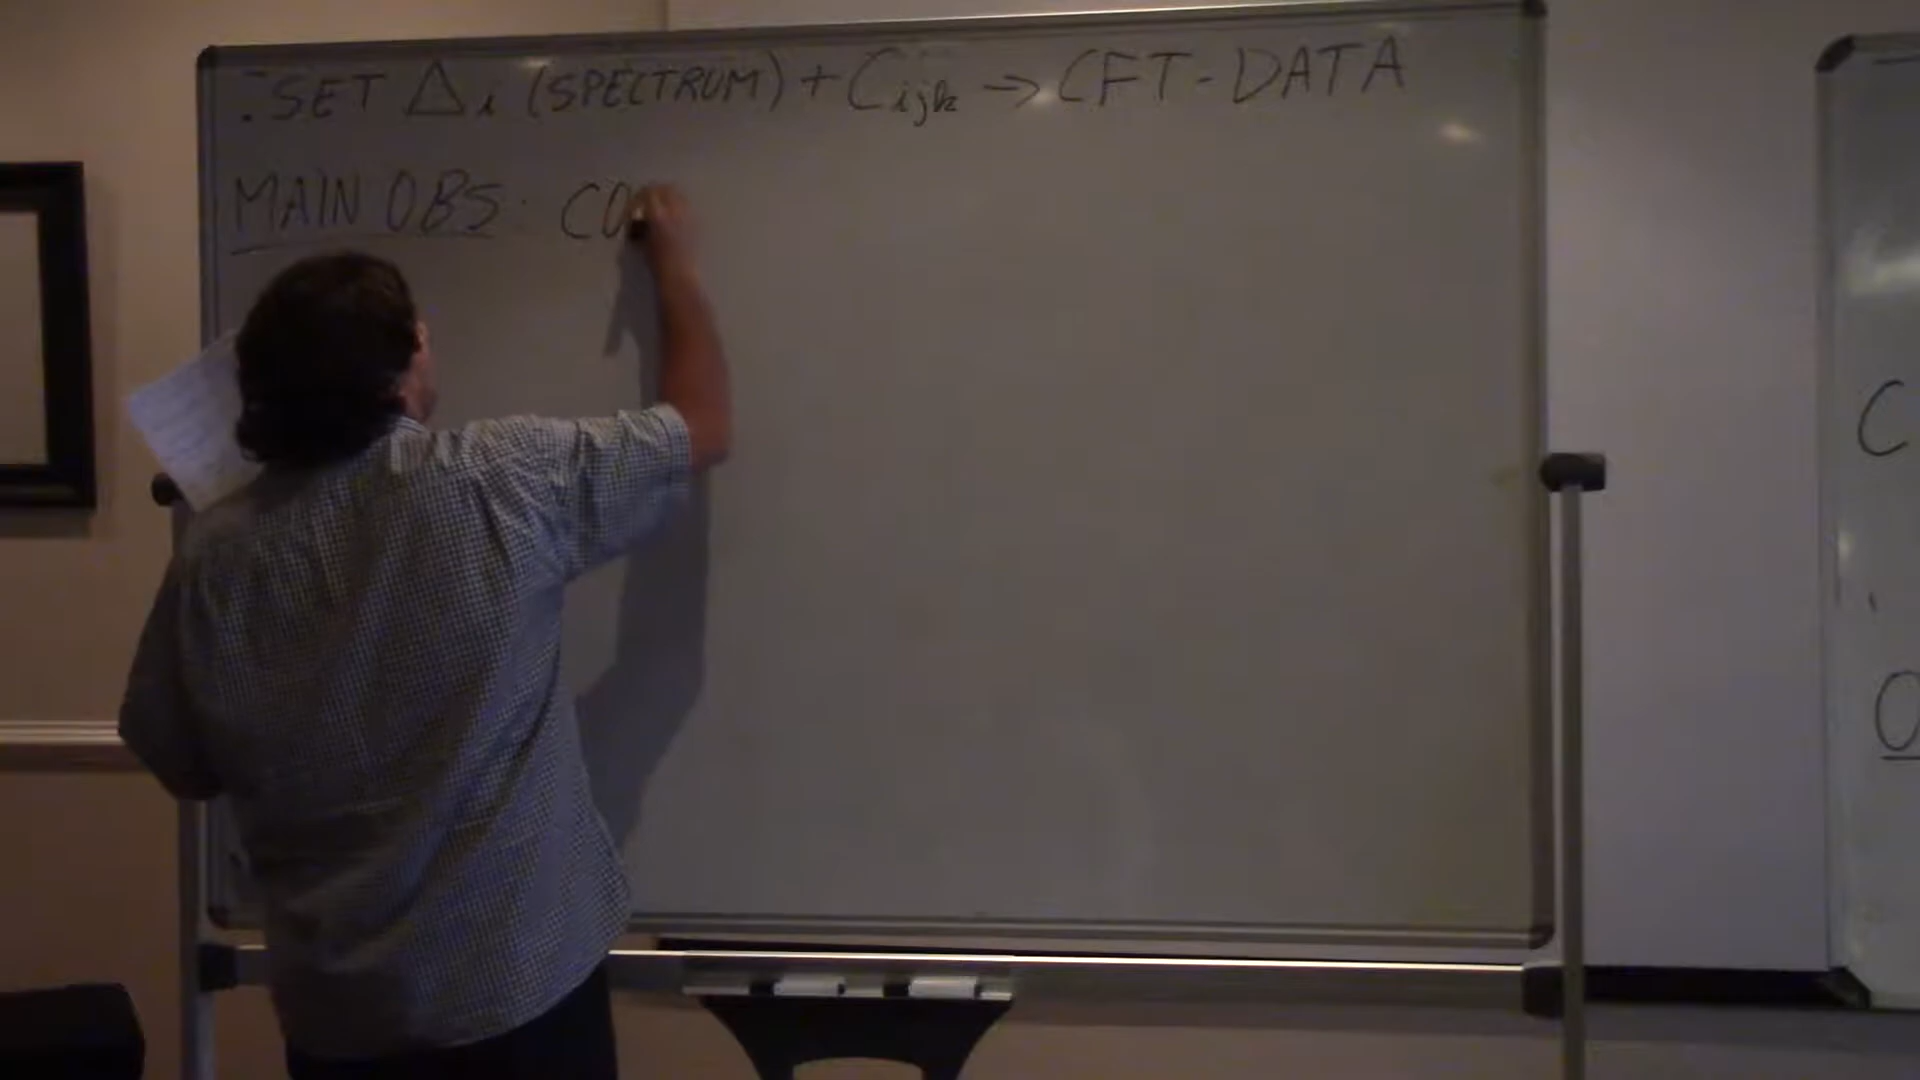 ∴ SET Δi (SPECTRUM) + Cijk → CFT-DATA
MAIN OBS: CO
C
O